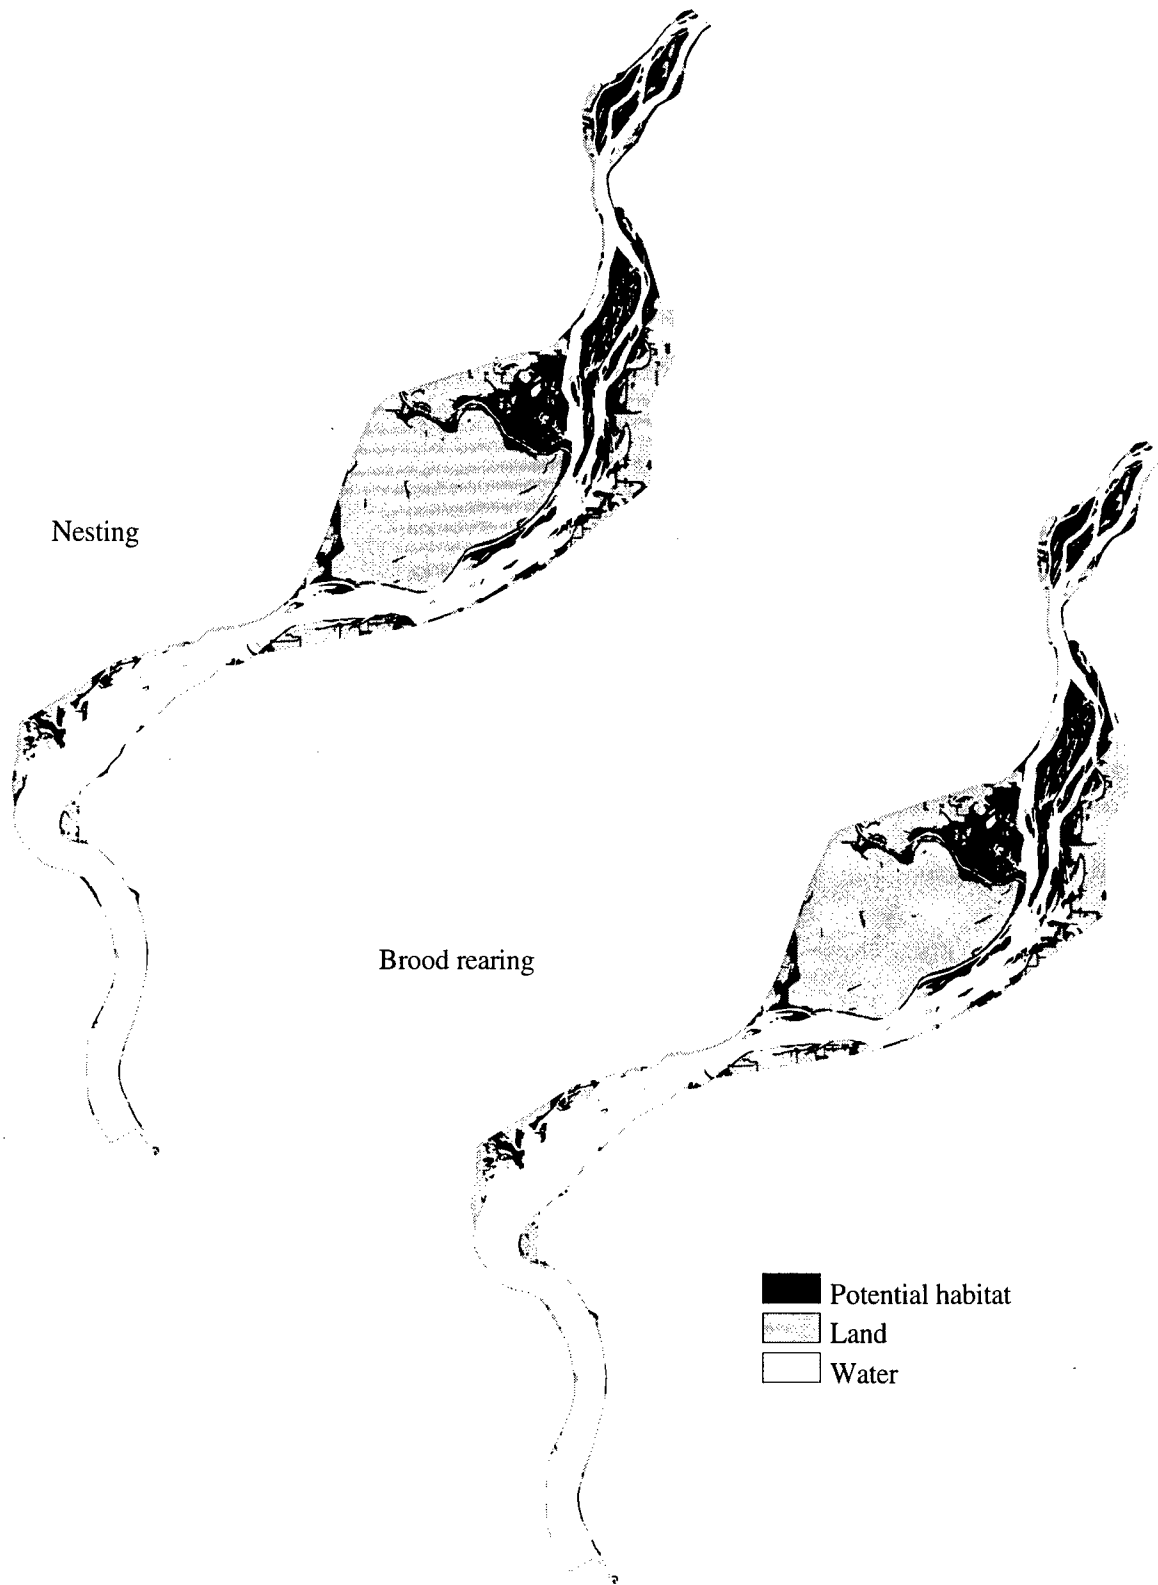 Nesting
Brood rearing
Potential habitat
Land
Water